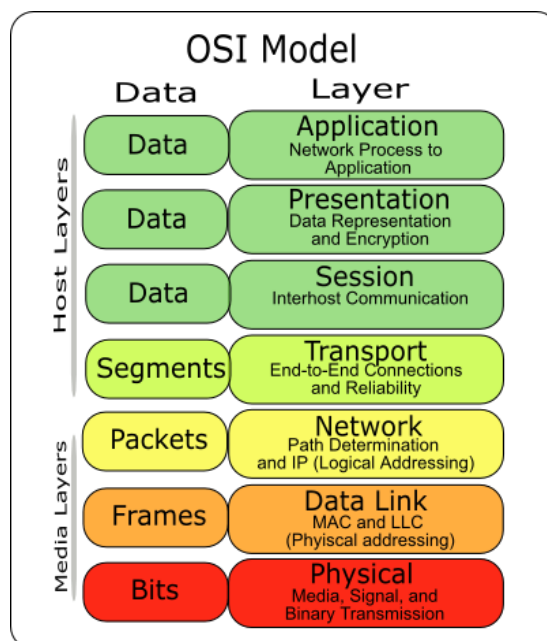 OSI Model
Data Layer
Host Layers
Data
Application
Network Process to
Application
Data
Presentation
Data Representation
and Encryption
Data
Session
Interhost Communication
Segments
Transport
End-to-End Connections
and Reliability
Media Layers
Packets
Network
Path Determination
and IP (Logical Addressing)
Frames
Data Link
MAC and LLC
(Phyiscal addressing)
Bits
Physical
Media, Signal, and
Binary Transmission